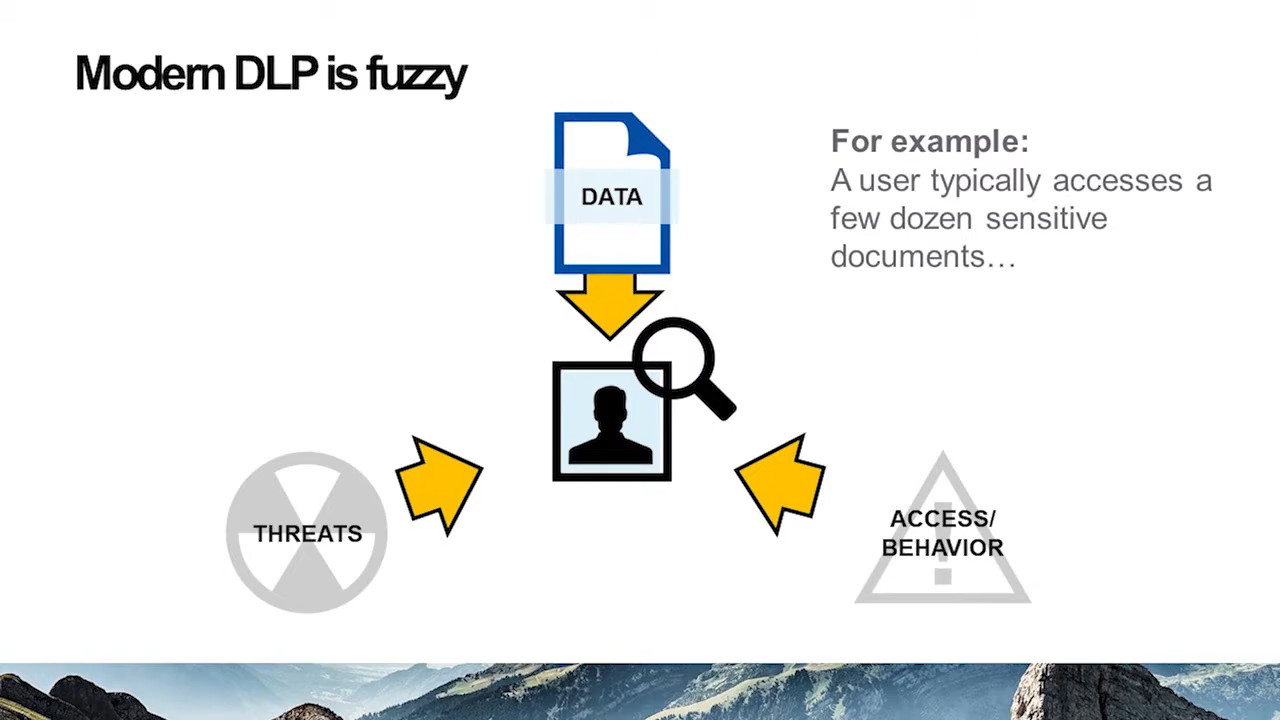 Modern DLP is fuzzy
DATA
For example:
A user typically accesses a
few dozen sensitive
documents…
THREATS
ACCESS/
BEHAVIOR